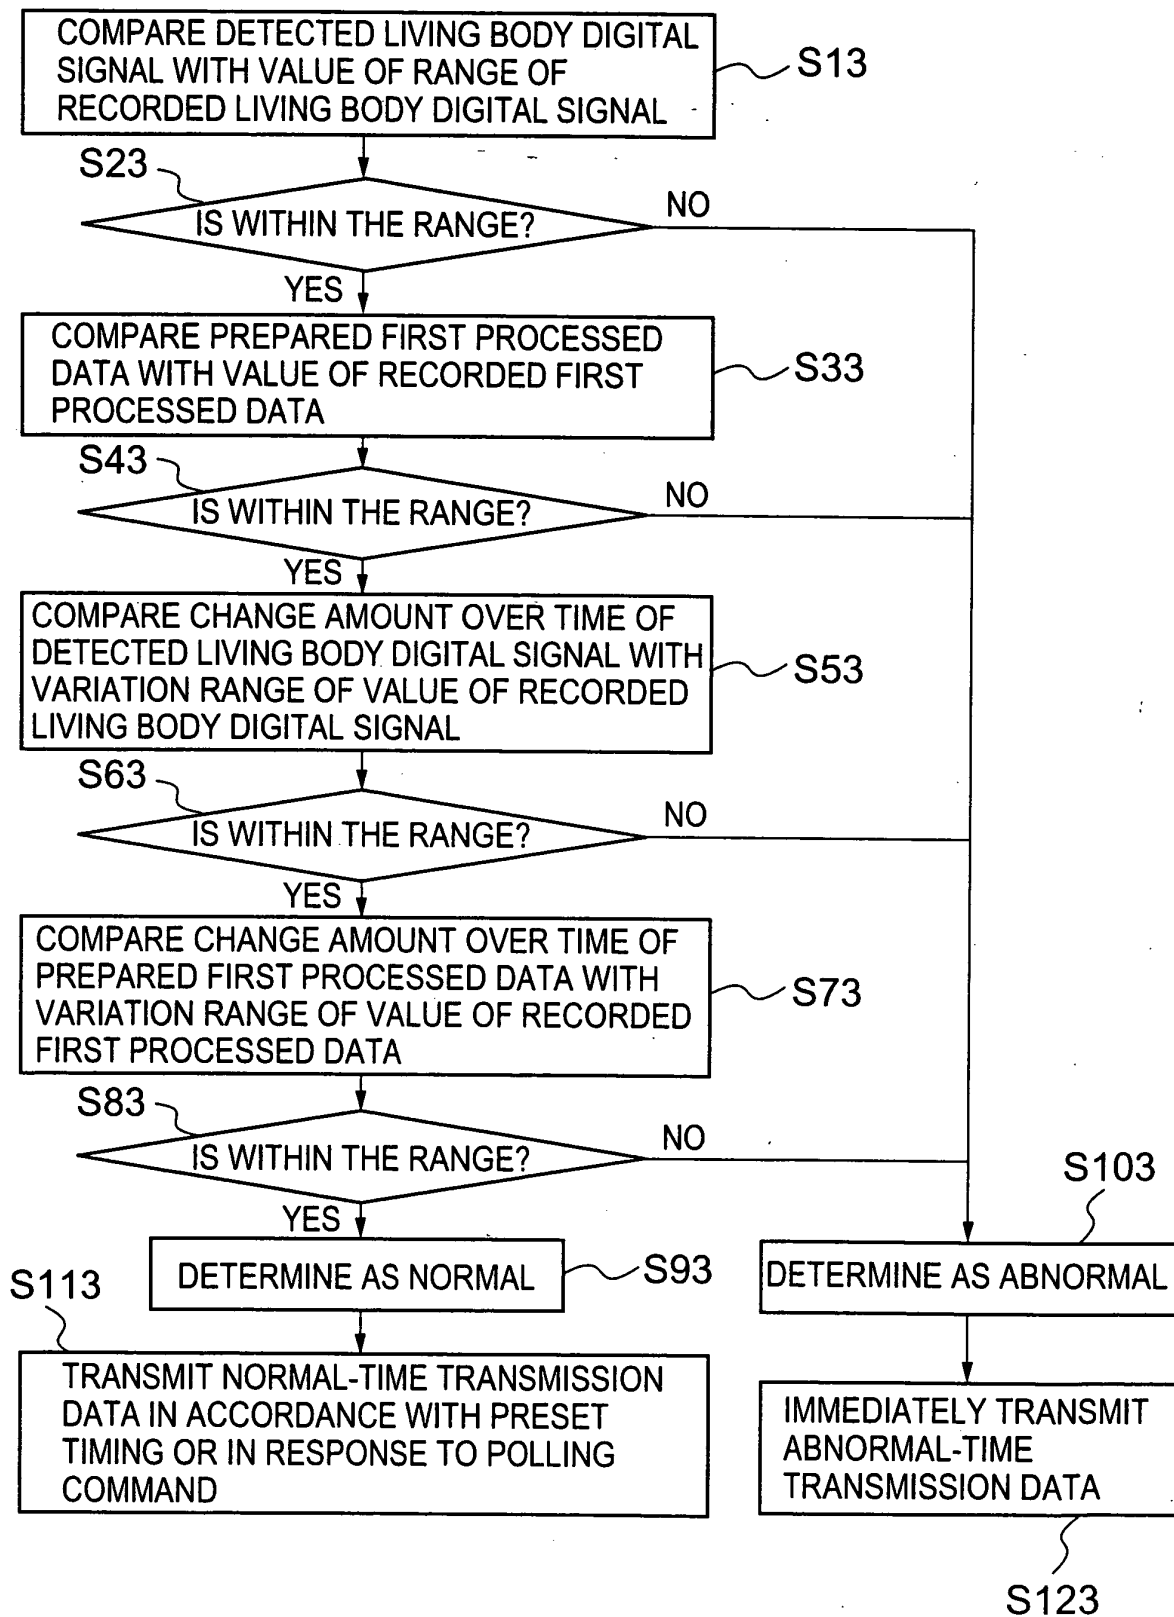 COMPARE DETECTED LIVING BODY DIGITAL
SIGNAL WITH VALUE OF RANGE OF
RECORDED LIVING BODY DIGITAL SIGNAL
S13
S23
IS WITHIN THE RANGE?
NO
YES
COMPARE PREPARED FIRST PROCESSED
DATA WITH VALUE OF RECORDED FIRST
PROCESSED DATA
S33
S43
IS WITHIN THE RANGE?
NO
YES
COMPARE CHANGE AMOUNT OVER TIME OF
DETECTED LIVING BODY DIGITAL SIGNAL WITH
VARIATION RANGE OF VALUE OF RECORDED
LIVING BODY DIGITAL SIGNAL
S53
S63
IS WITHIN THE RANGE?
NO
YES
COMPARE CHANGE AMOUNT OVER TIME OF
PREPARED FIRST PROCESSED DATA WITH
VARIATION RANGE OF VALUE OF RECORDED
FIRST PROCESSED DATA
S73
S83
IS WITHIN THE RANGE?
NO
YES
DETERMINE AS NORMAL
S93
S103
DETERMINE AS ABNORMAL
S113
TRANSMIT NORMAL-TIME TRANSMISSION
DATA IN ACCORDANCE WITH PRESET
TIMING OR IN RESPONSE TO POLLING
COMMAND
IMMEDIATELY TRANSMIT
ABNORMAL-TIME
TRANSMISSION DATA
S123